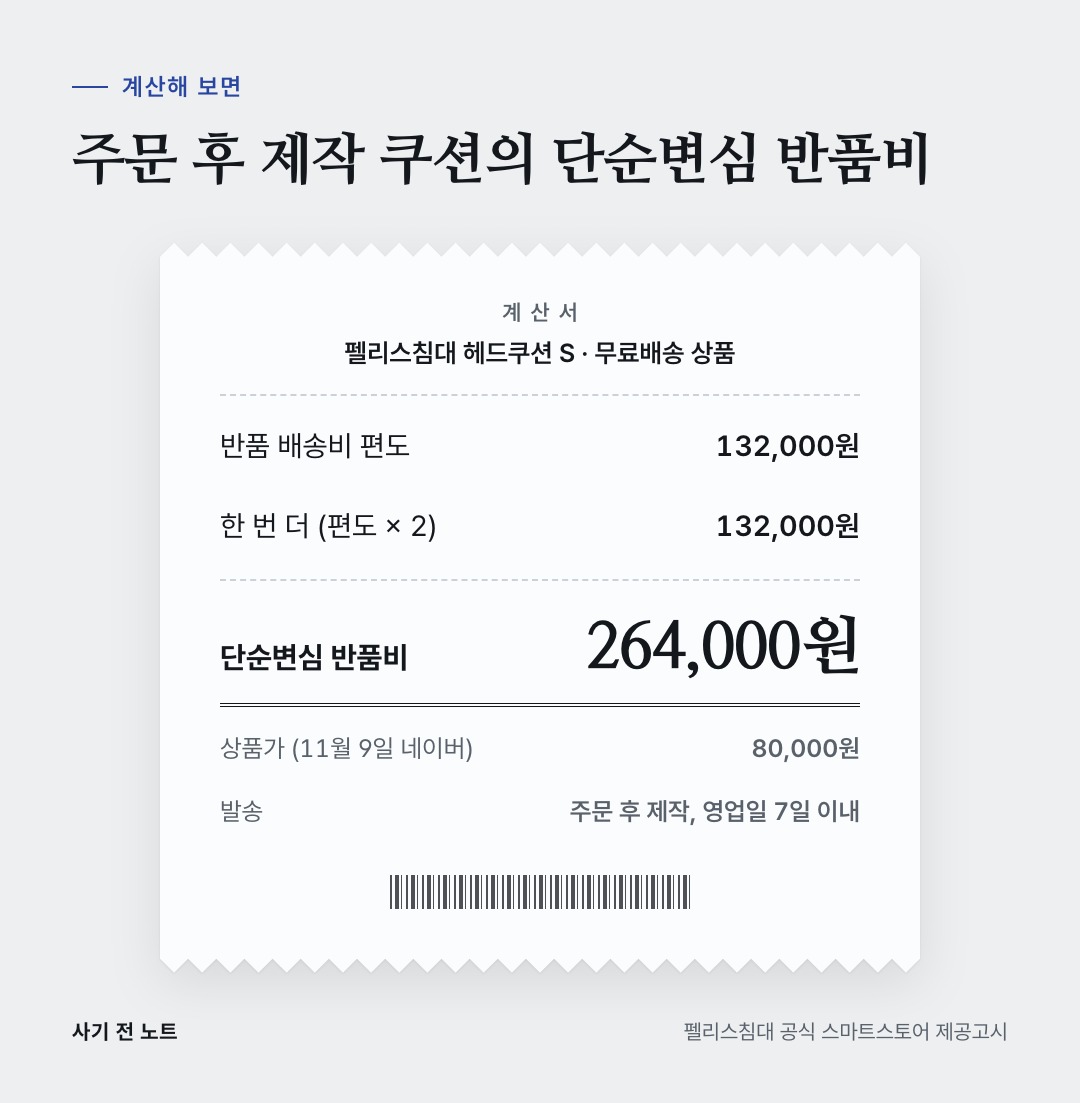 계산해 보면
주문 후 제작 쿠션의 단순변심 반품비
계산서
펠리스침대 헤드쿠션 S · 무료배송 상품
반품 배송비 편도 132,000원
한 번 더 (편도 × 2) 132,000원
단순변심 반품비 264,000원
상품가 (11월 9일 네이버) 80,000원
발송 주문 후 제작, 영업일 7일 이내
사기 전 노트 펠리스침대 공식 스마트스토어 제공고시